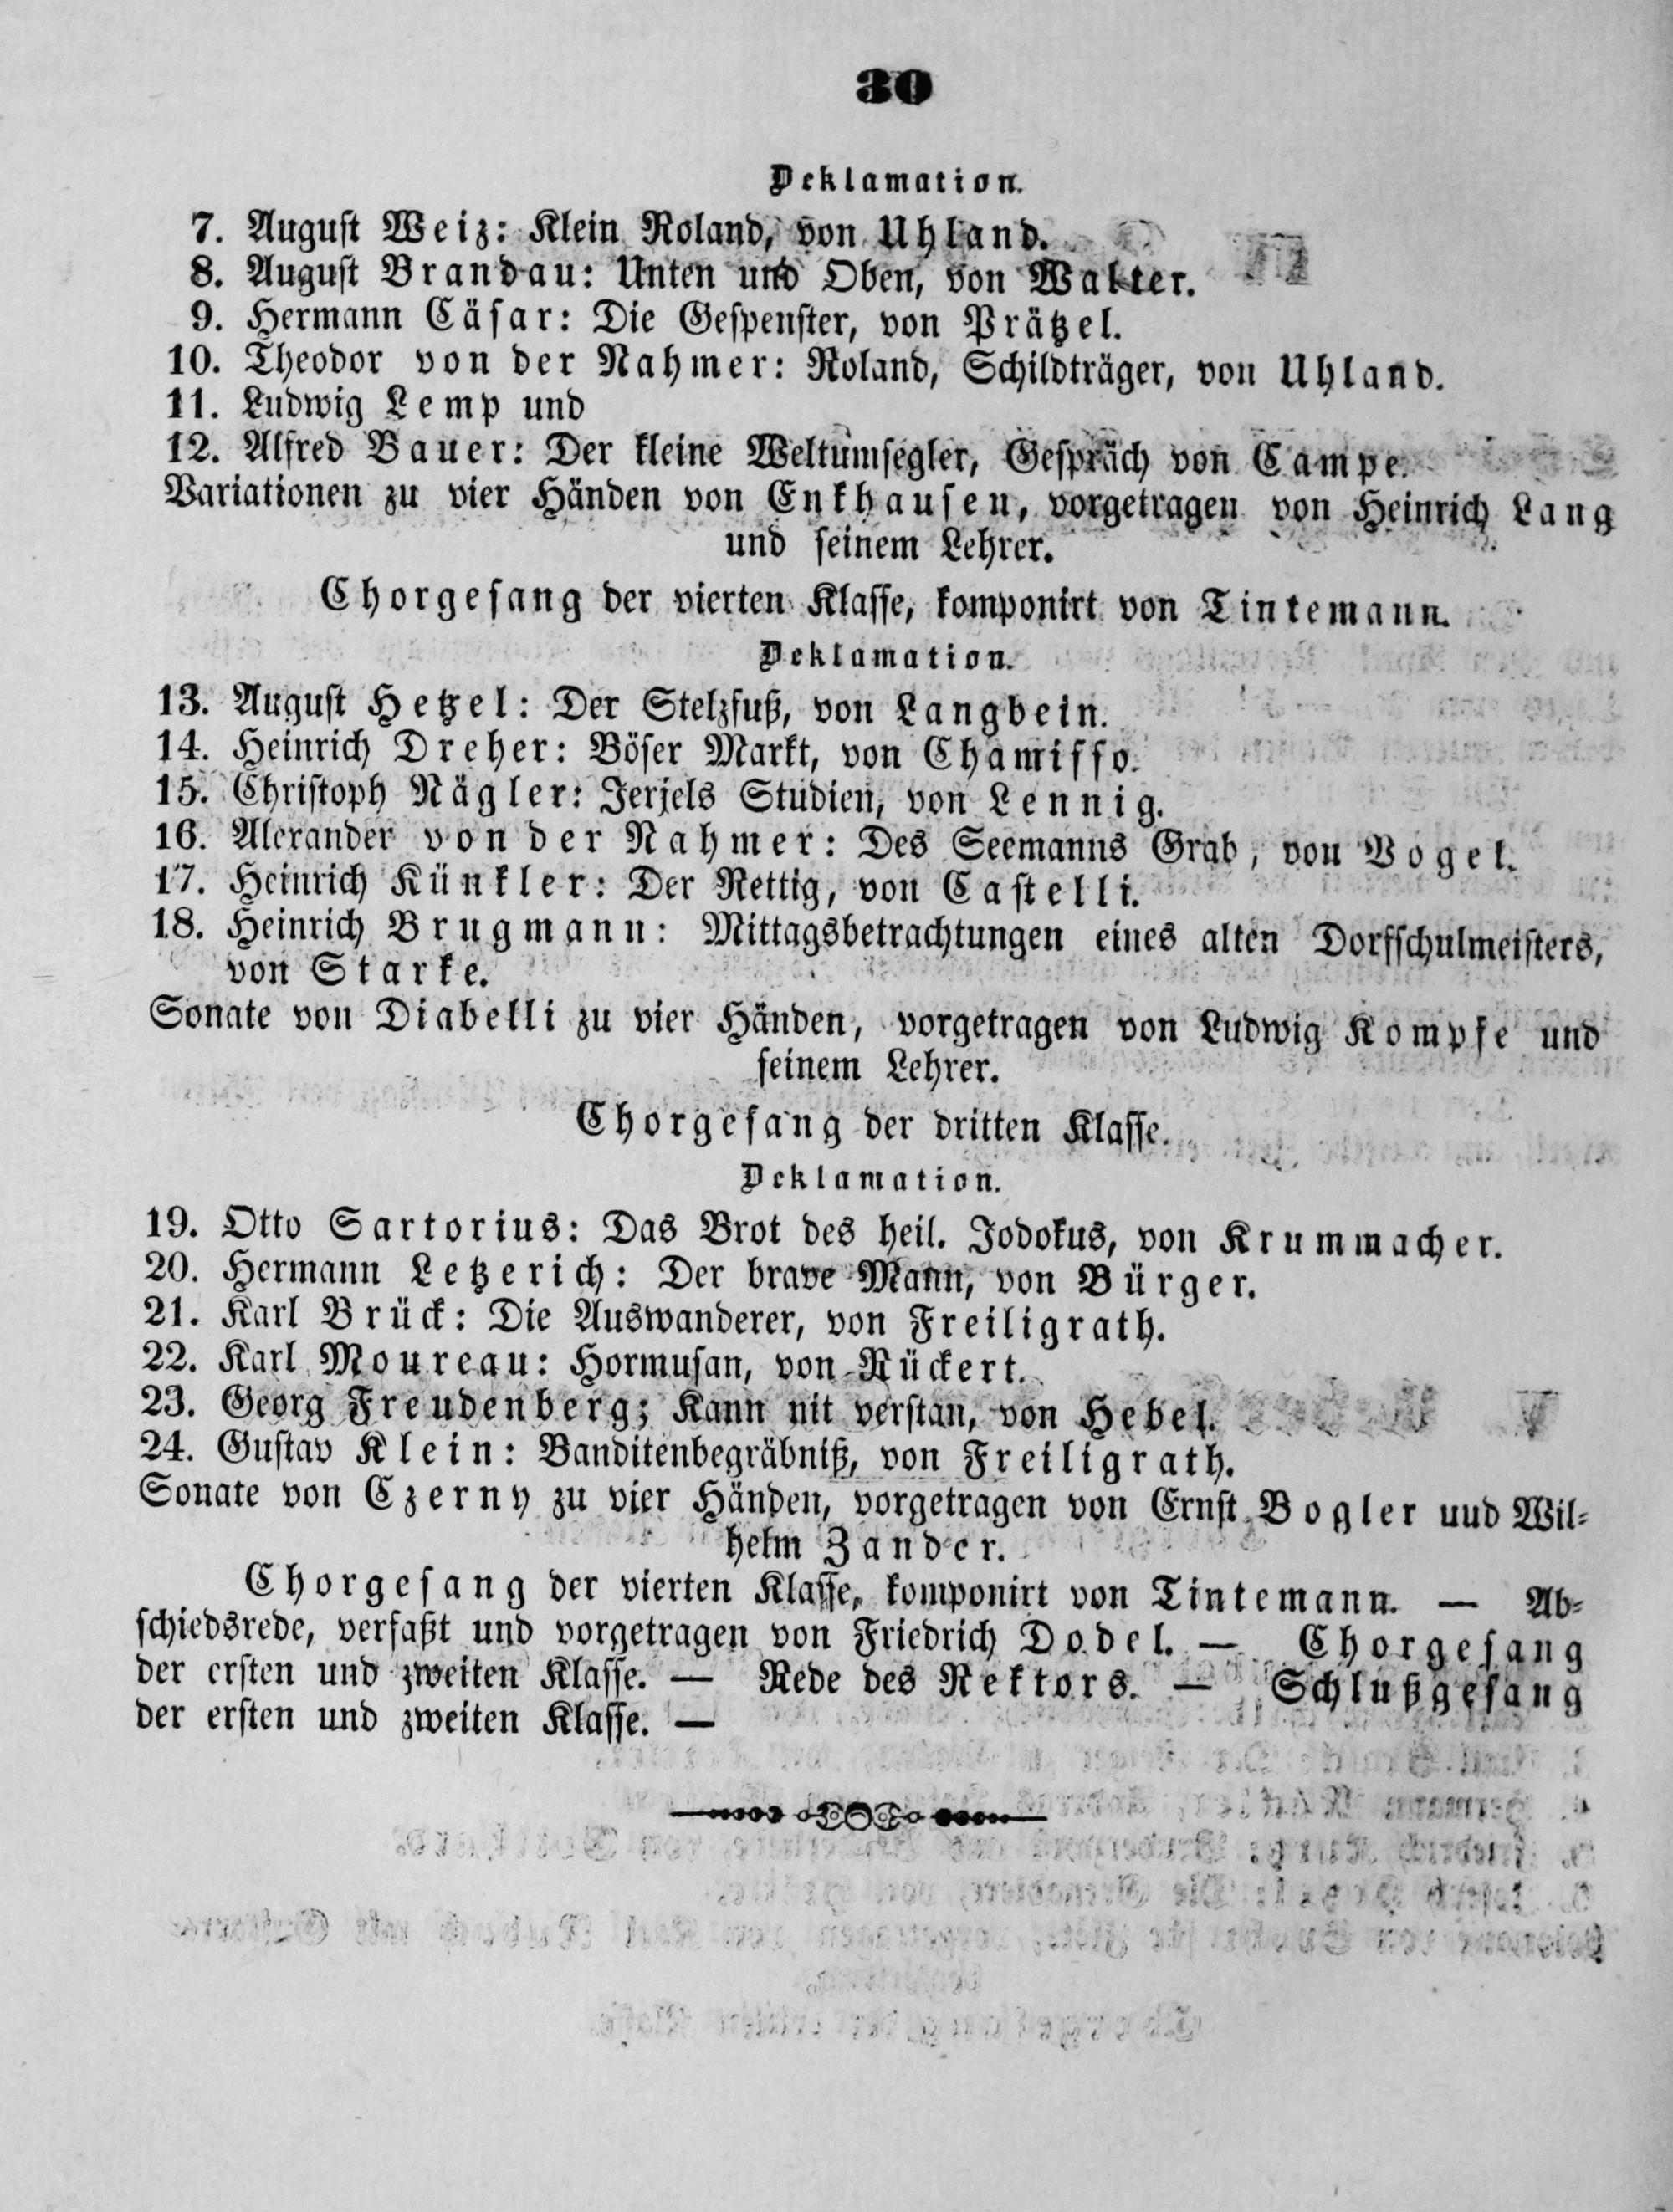 30
Deklamation.
7. August Weiz: Klein Roland, von Uhland.
8. August Brandau: Unten und Oben, von Walter.
9. Hermann Cäsar: Die Gespenster, von Prätzel.
10. Theodor von der Nahmer: Roland, Schildträger, von Uhland.
11. Ludwig Lemp und
12. Alfred Bauer: Der kleine Weltumsegler, Gespräch von Campe.
Variationen zu vier Händen von Enkhausen, vorgetragen von Heinrich Lang
und seinem Lehrer.
Chorgesang der vierten Klasse, komponirt von Tintemann.
Deklamation.
13. August Hetzel: Der Stelzfuß, von Langbein.
14. Heinrich Dreher: Böser Markt, von Chamisso.
15. Christoph Nägler: Jerjels Studien, von Lennig.
16. Alexander von der Nahmer: Des Seemanns Grab, von Vogel.
17. Heinrich Künkler: Der Rettig, von Castelli.
18. Heinrich Brugmann: Mittagsbetrachtungen eines alten Dorfschulmeisters,
von Starke.
Sonate von Diabelli zu vier Händen, vorgetragen von Ludwig Kompfe und
seinem Lehrer.
Chorgesang der dritten Klasse.
Deklamation.
19. Otto Sartorius: Das Brot des heil. Jodokus, von Krummacher.
20. Hermann Letzerich: Der brave Mann, von Bürger.
21. Karl Brück: Die Auswanderer, von Freiligrath.
22. Karl Moureau: Hormusan, von Rückert.
23. Georg Freudenberg; Kann nit verstan, von Hebel.
24. Gustav Klein: Banditenbegräbniß, von Freiligrath.
Sonate von Czerny zu vier Händen, vorgetragen von Ernst Bogler uud Wil-
helm Zander.
Chorgesang der vierten Klasse, komponirt von Tintemann. — Ab-
schiedsrede, verfaßt und vorgetragen von Friedrich Dodel. — Chorgesang
der ersten und zweiten Klasse. — Rede des Rektors. — Schlußgesang
der ersten und zweiten Klasse. —